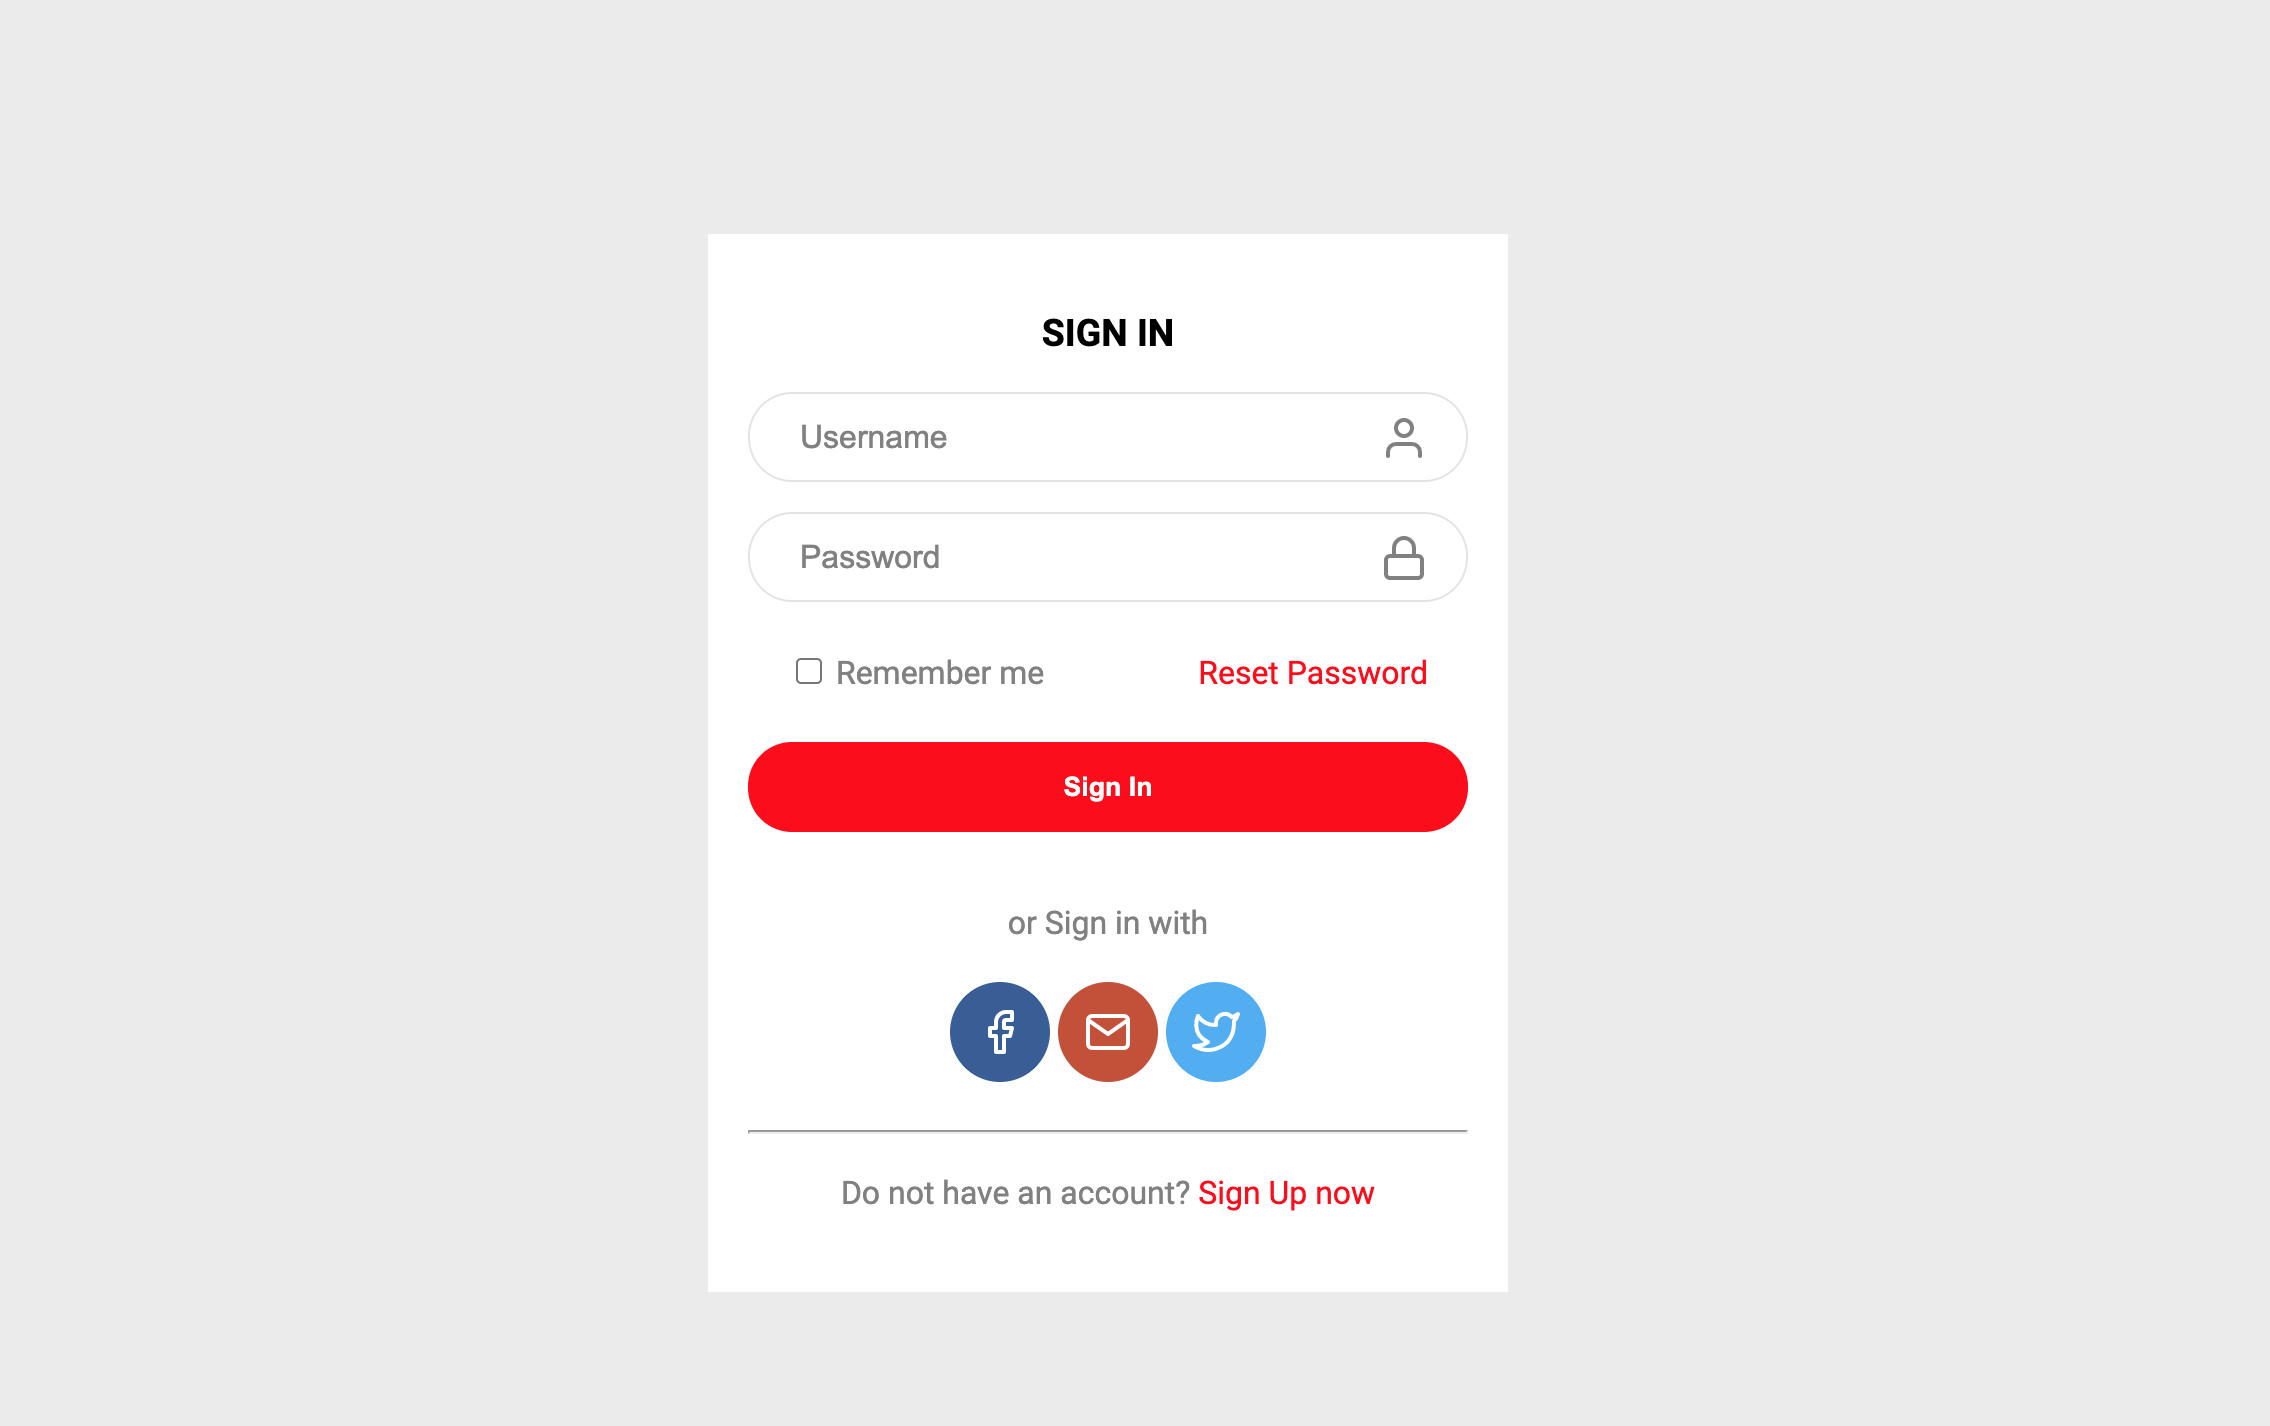 SIGN IN
Username
Password
Remember me
Reset Password
Sign In
or Sign in with
Do not have an account? Sign Up now